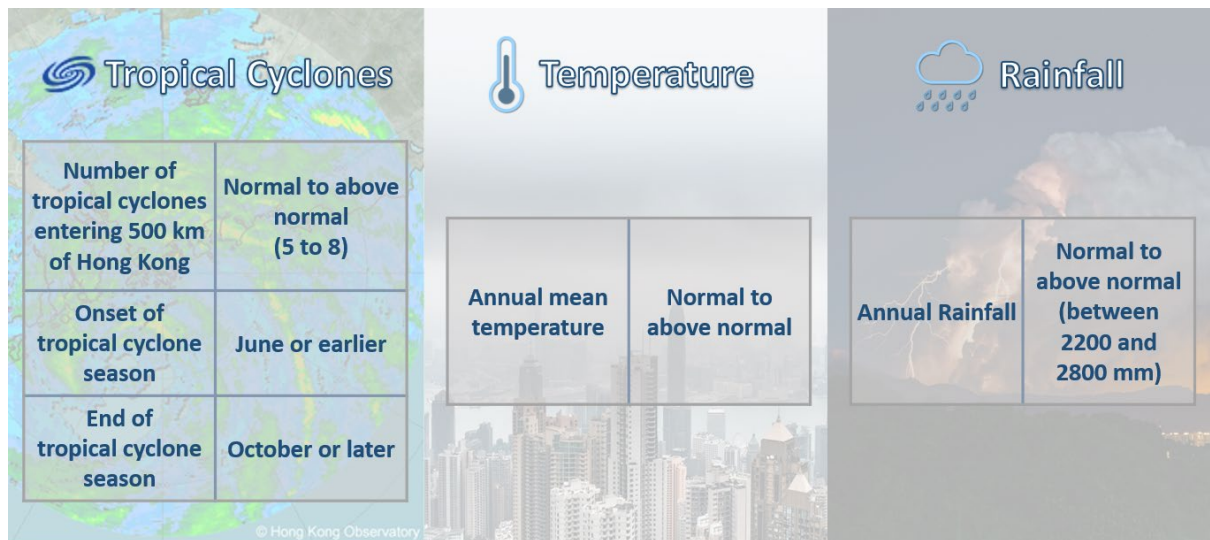 Tropical Cyclones
Number of
tropical cyclones
entering 500 km
of Hong Kong
Normal to above
normal
(5 to 8)
Onset of
tropical cyclone
season
June or earlier
End of
tropical cyclone
season
October or later
© Hong Kong Observatory
Temperature
Annual mean
temperature
Normal to
above normal
Rainfall
Annual Rainfall
Normal to
above normal
(between
2200 and
2800 mm)